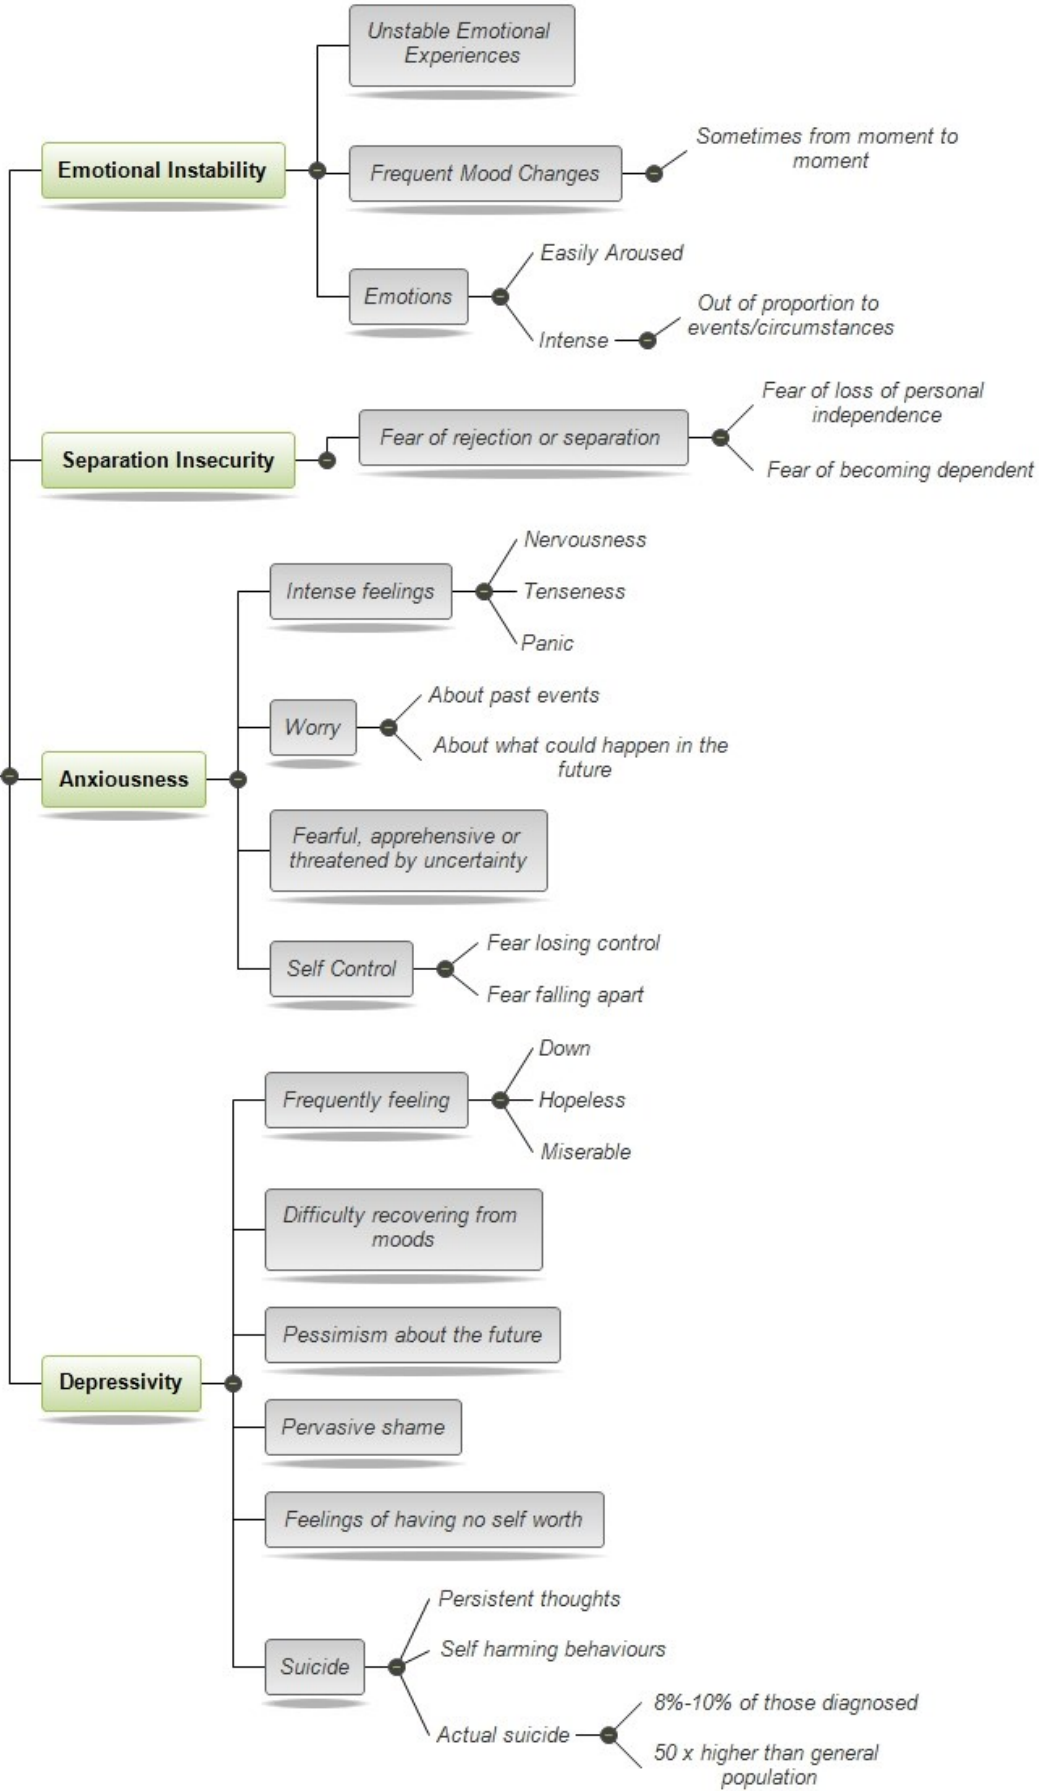 Unstable Emotional
Experiences
Emotional Instability
Frequent Mood Changes
Sometimes from moment to
moment
Emotions
Easily Aroused
Intense
Out of proportion to
events/circumstances
Separation Insecurity
Fear of rejection or separation
Fear of loss of personal
independence
Fear of becoming dependent
Anxiousness
Intense feelings
Nervousness
Tenseness
Panic
Worry
About past events
About what could happen in the
future
Fearful, apprehensive or
threatened by uncertainty
Self Control
Fear losing control
Fear falling apart
Depressivity
Frequently feeling
Down
Hopeless
Miserable
Difficulty recovering from
moods
Pessimism about the future
Pervasive shame
Feelings of having no self worth
Suicide
Persistent thoughts
Self harming behaviours
Actual suicide
8%-10% of those diagnosed
50 x higher than general
population